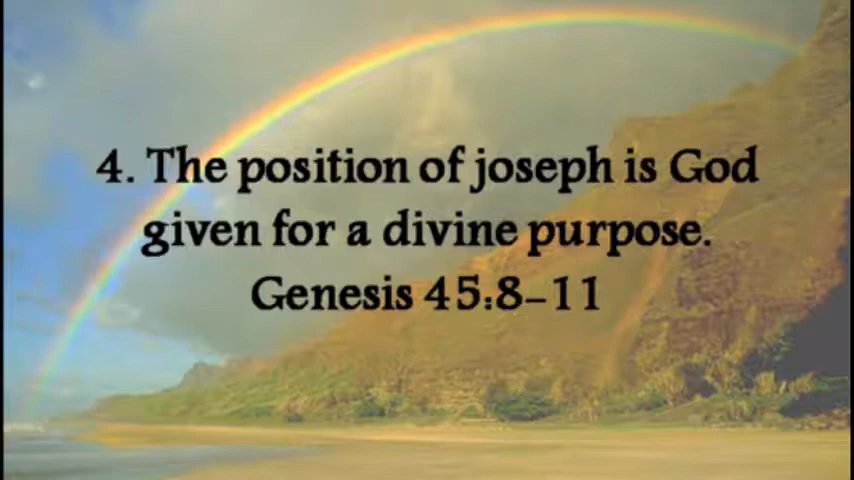 4. The position of joseph is God
given for a divine purpose.
Genesis 45:8-11